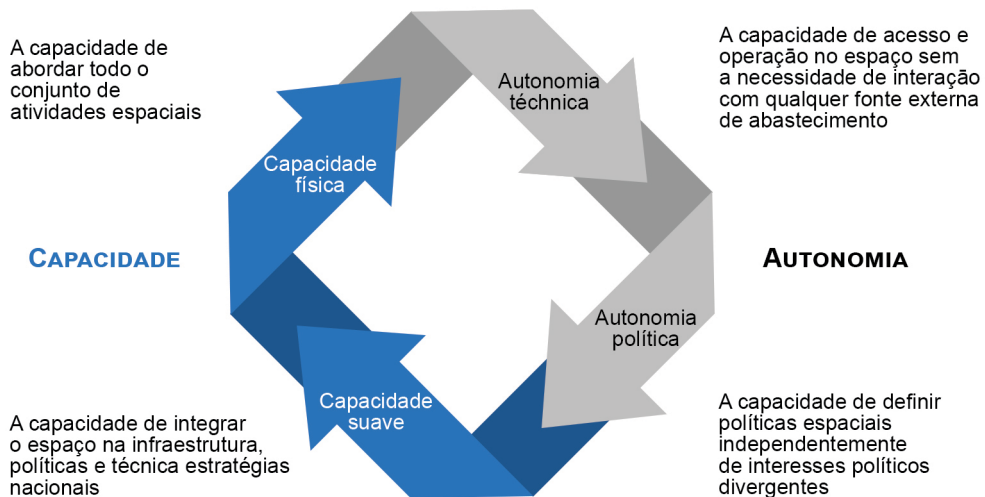 A capacidade de
abordar todo o
conjunto de
atividades espaciais
Capacidade
física
Autonomia
téchnica
A capacidade de acesso e
operação no espaço sem
a necessidade de interação
com qualquer fonte externa
de abastecimento
CAPACIDADE
AUTONOMIA
A capacidade de integrar
o espaço na infraestrutura,
políticas e técnica estratégias
nacionais
Capacidade
suave
Autonomia
política
A capacidade de definir
políticas espaciais
independentemente
de interesses políticos
divergentes